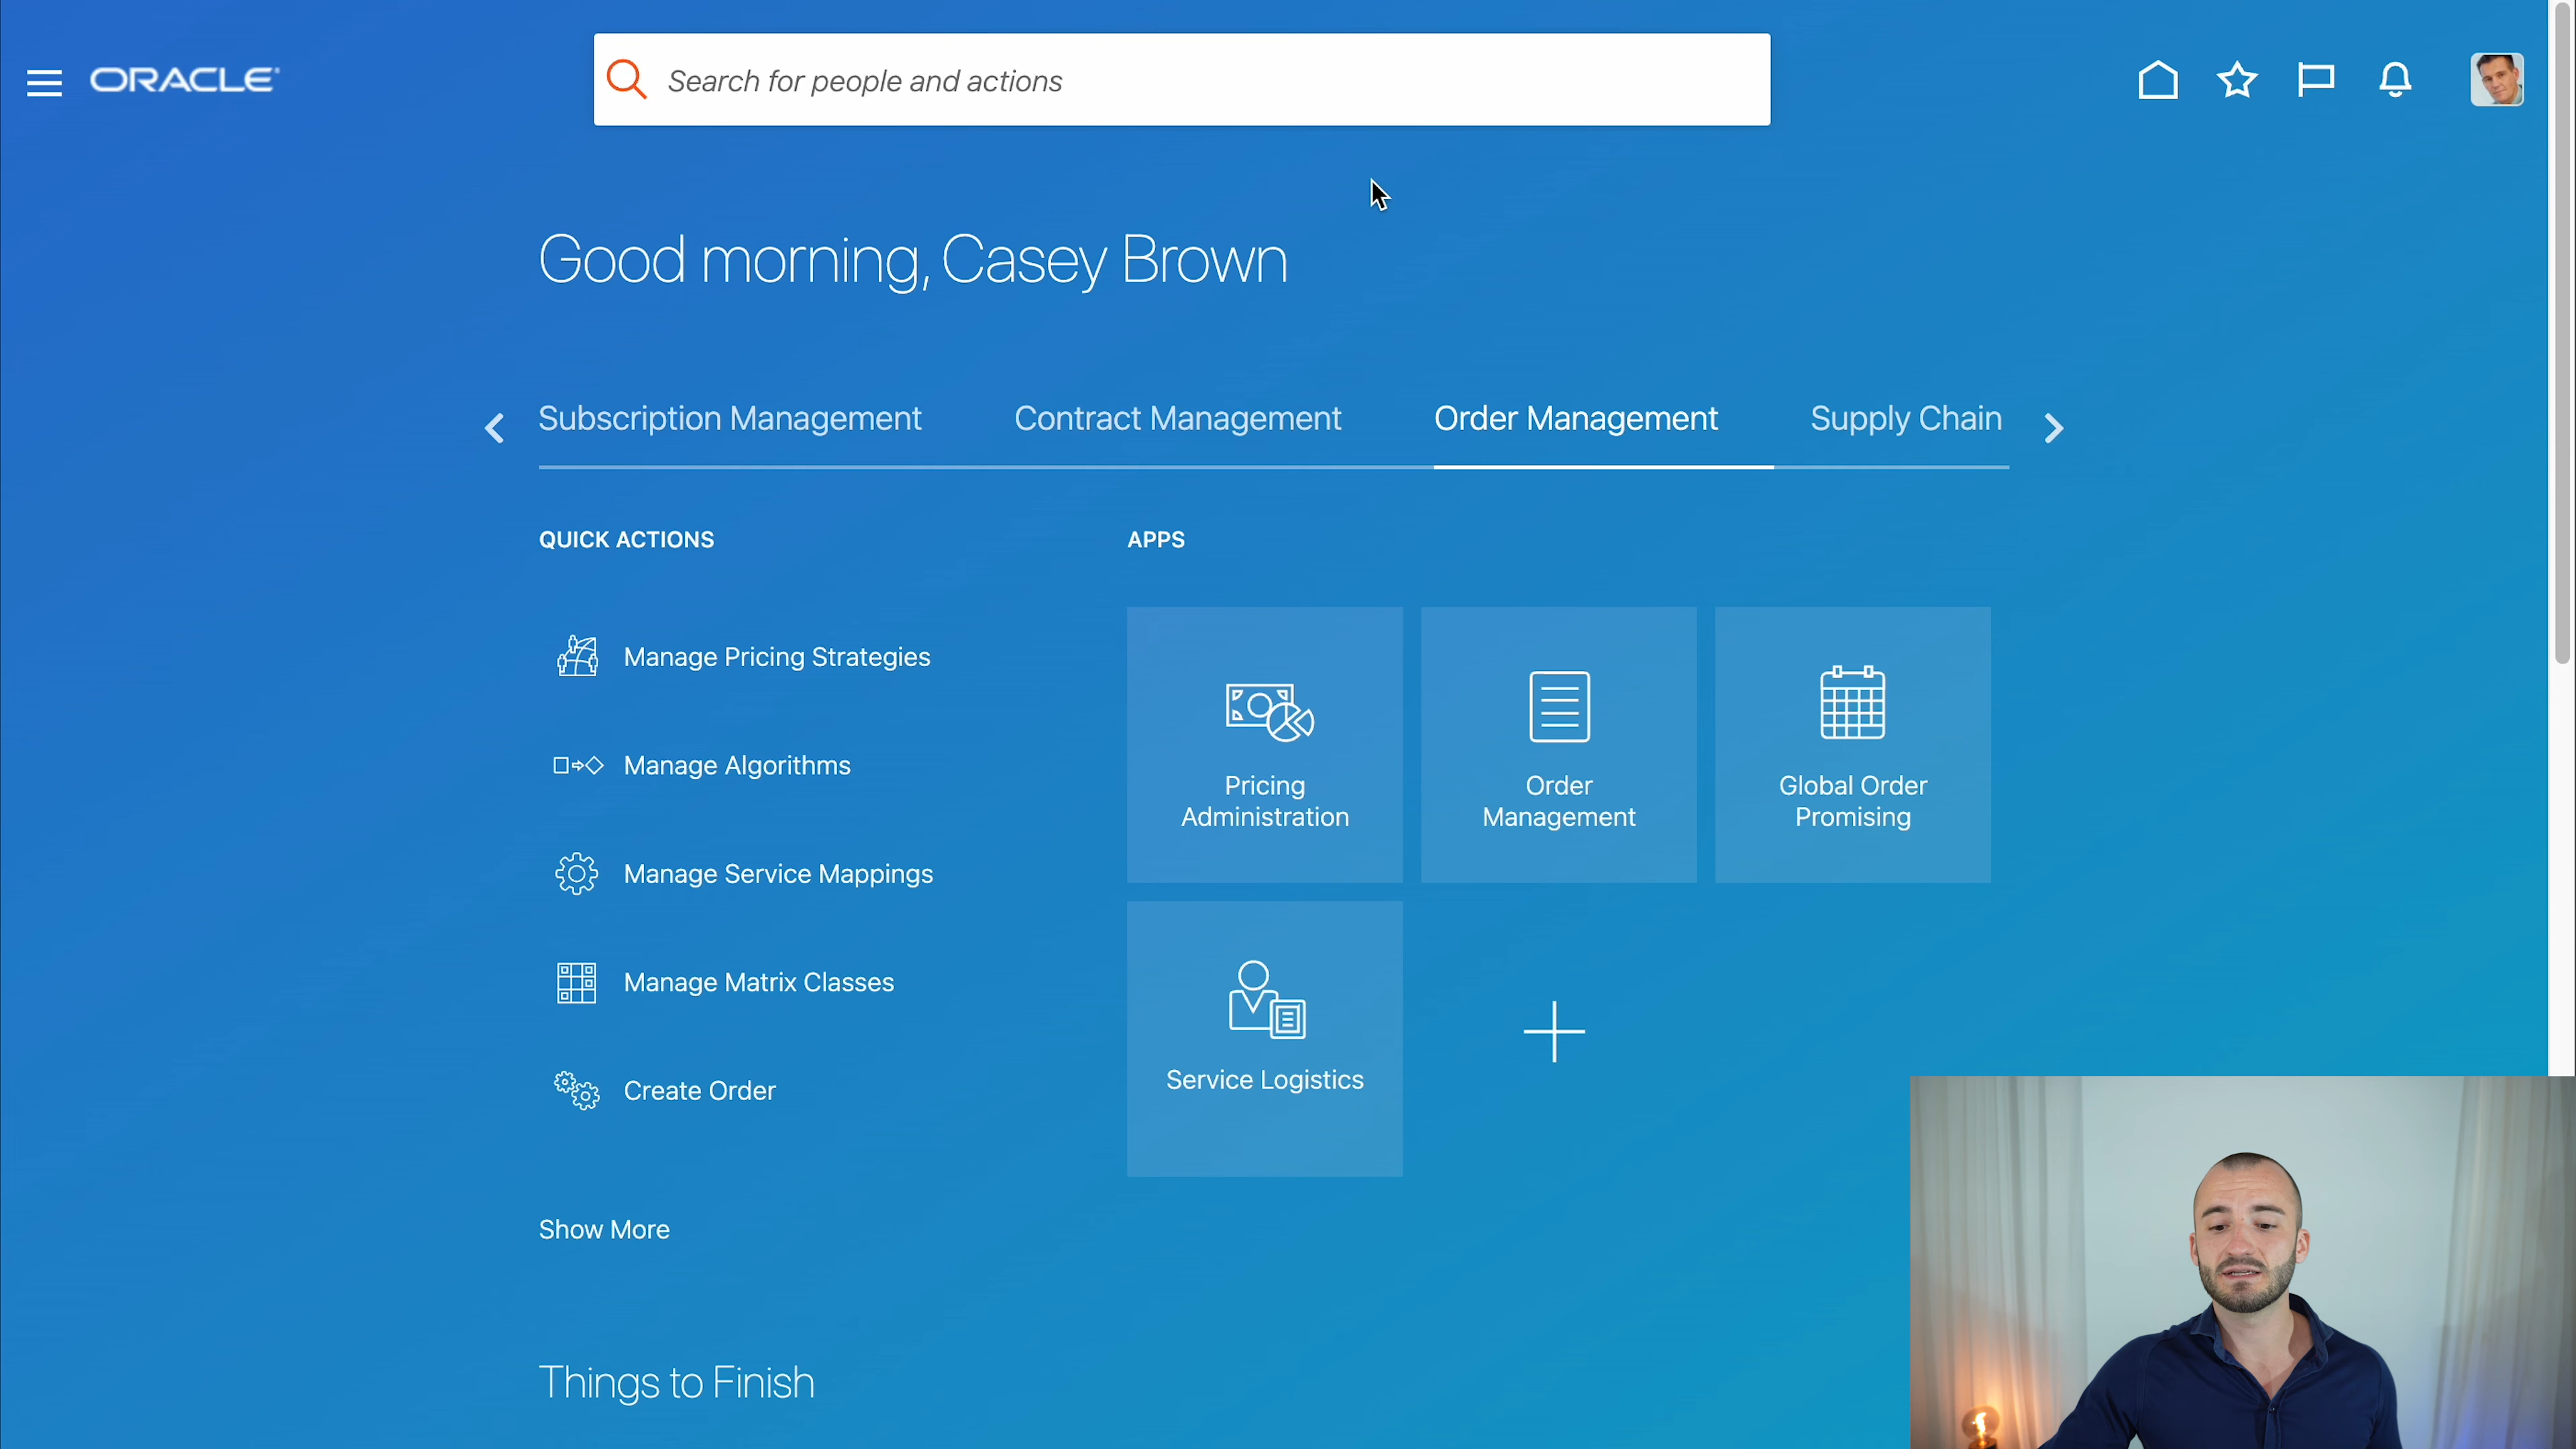 ORACLE
Search for people and actions
Good morning, Casey Brown
Subscription Management
Contract Management
Order Management
Supply Chain
QUICK ACTIONS
Manage Pricing Strategies
Manage Algorithms
Manage Service Mappings
Manage Matrix Classes
Create Order
Show More
APPS
Pricing
Administration
Order
Management
Global Order
Promising
Service Logistics
Things to Finish